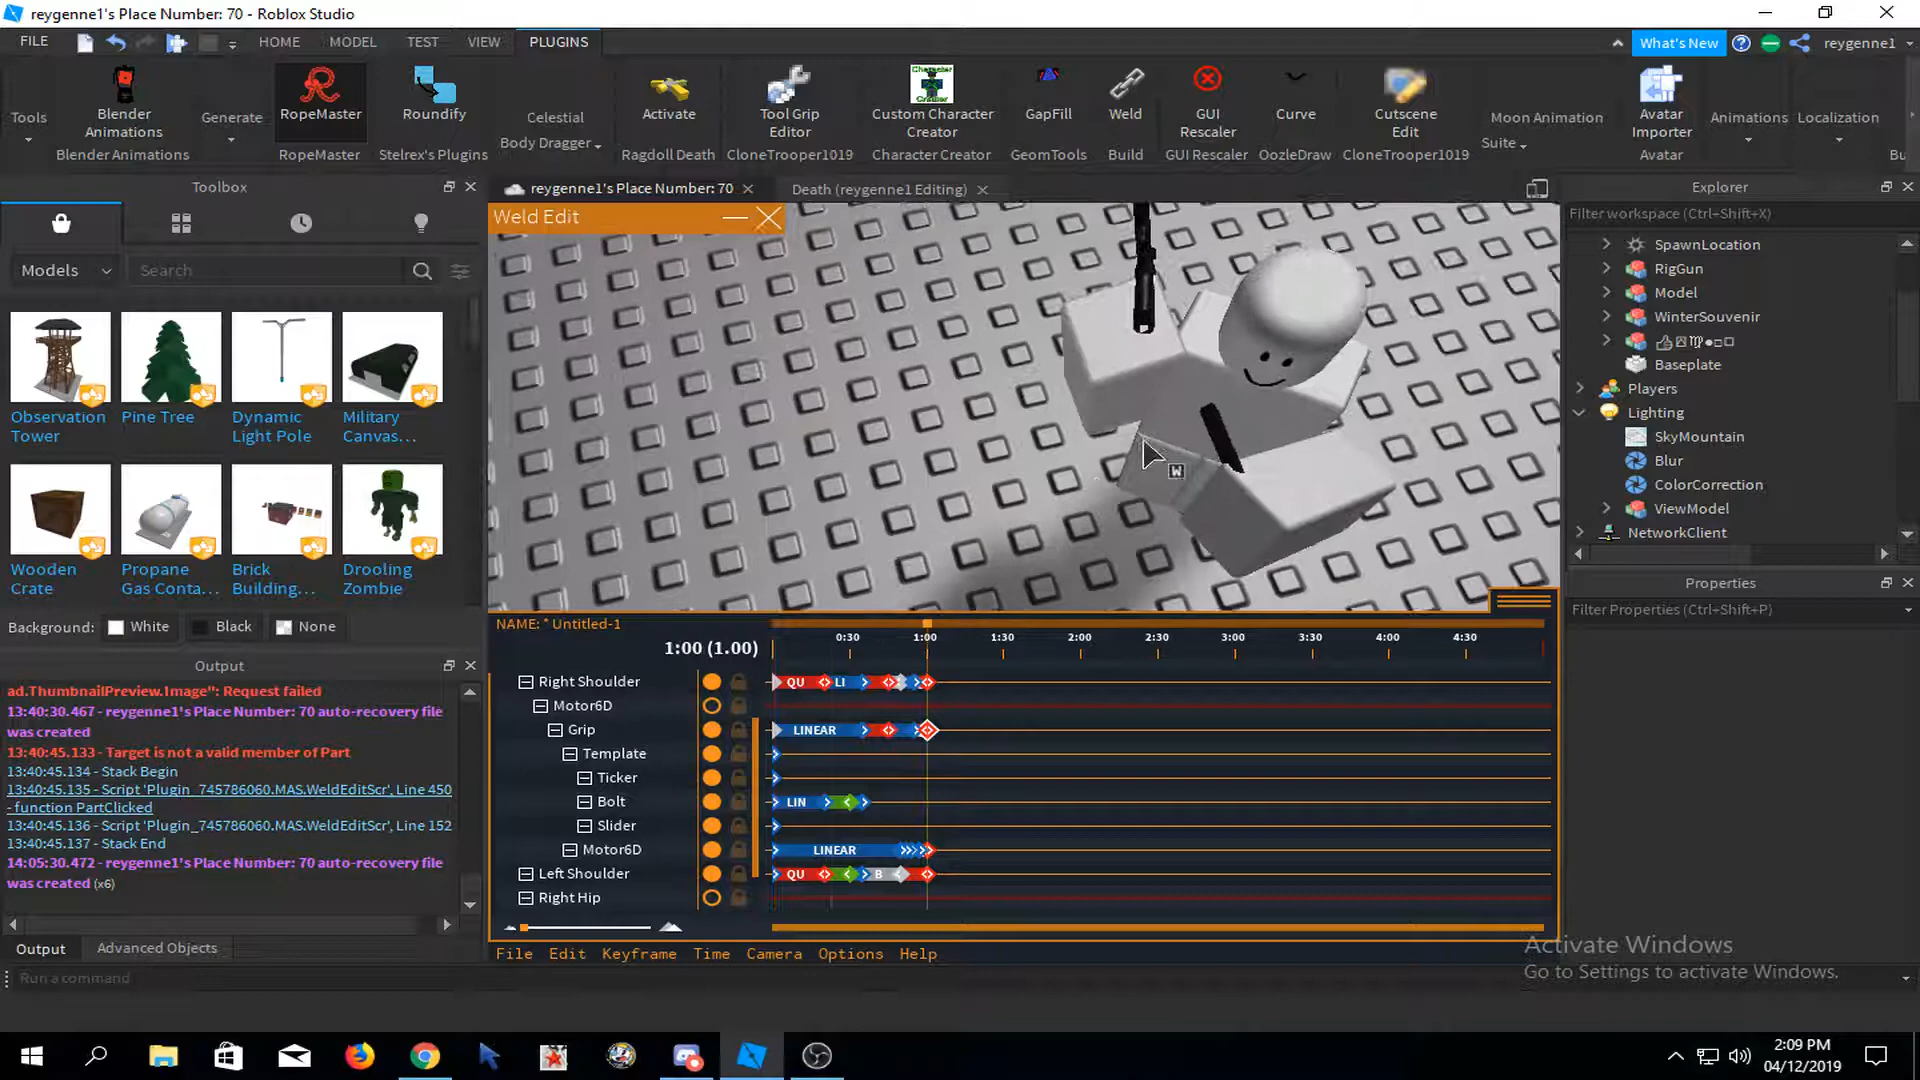 reygenne1's Place Number: 70 - Roblox Studio
FILE
HOME
MODEL
TEST
VIEW
PLUGINS
What's New
reygenne1
Tools
Blender
Animations
Generate
RopeMaster
Roundify
Celestial
Body Dragger
Activate
Tool Grip
Editor
Custom Character
Creator
GapFill
Weld
GUI
Rescaler
Curve
Cutscene
Edit
Moon Animation
Suite
Avatar
Importer
Animations
Localization
Blender Animations
RopeMaster
Stelrex's Plugins
Ragdoll Death
CloneTrooper1019
Character Creator
GeomTools
Build
GUI Rescaler
OozleDraw
CloneTrooper1019
Avatar
Bu
Toolbox
Models
Search
Observation
Tower
Pine Tree
Dynamic
Light Pole
Military
Canvas...
Wooden
Crate
Propane
Gas Conta...
Brick
Building...
Drooling
Zombie
Background:
White
Black
None
Output
ad.ThumbnailPreview.Image": Request failed
13:40:30.467 - reygenne1's Place Number: 70 auto-recovery file
was created
13:40:45.133 - Target is not a valid member of Part
13:40:45.134 - Stack Begin
13:40:45.135 - Script 'Plugin_745786060.MAS.WeldEditScr', Line 450
- function PartClicked
13:40:45.136 - Script 'Plugin_745786060.MAS.WeldEditScr', Line 152
13:40:45.137 - Stack End
14:05:30.472 - reygenne1's Place Number: 70 auto-recovery file
was created (x6)
Output
Advanced Objects
Run a command
reygenne1's Place Number: 70
Death (reygenne1 Editing)
Weld Edit
W
NAME: * Untitled-1
1:00 (1.00)
0:30
1:00
1:30
2:00
2:30
3:00
3:30
4:00
4:30
Right Shoulder
QU
LI
Motor6D
Grip
LINEAR
Template
Ticker
Bolt
LIN
Slider
Motor6D
LINEAR
Left Shoulder
QU
B
Right Hip
File
Edit
Keyframe
Time
Camera
Options
Help
Explorer
Filter workspace (Ctrl+Shift+X)
SpawnLocation
RigGun
Model
WinterSouvenir
Baseplate
Players
Lighting
SkyMountain
Blur
ColorCorrection
ViewModel
NetworkClient
Properties
Filter Properties (Ctrl+Shift+P)
Activate Windows
Go to Settings to activate Windows.
2:09 PM
04/12/2019